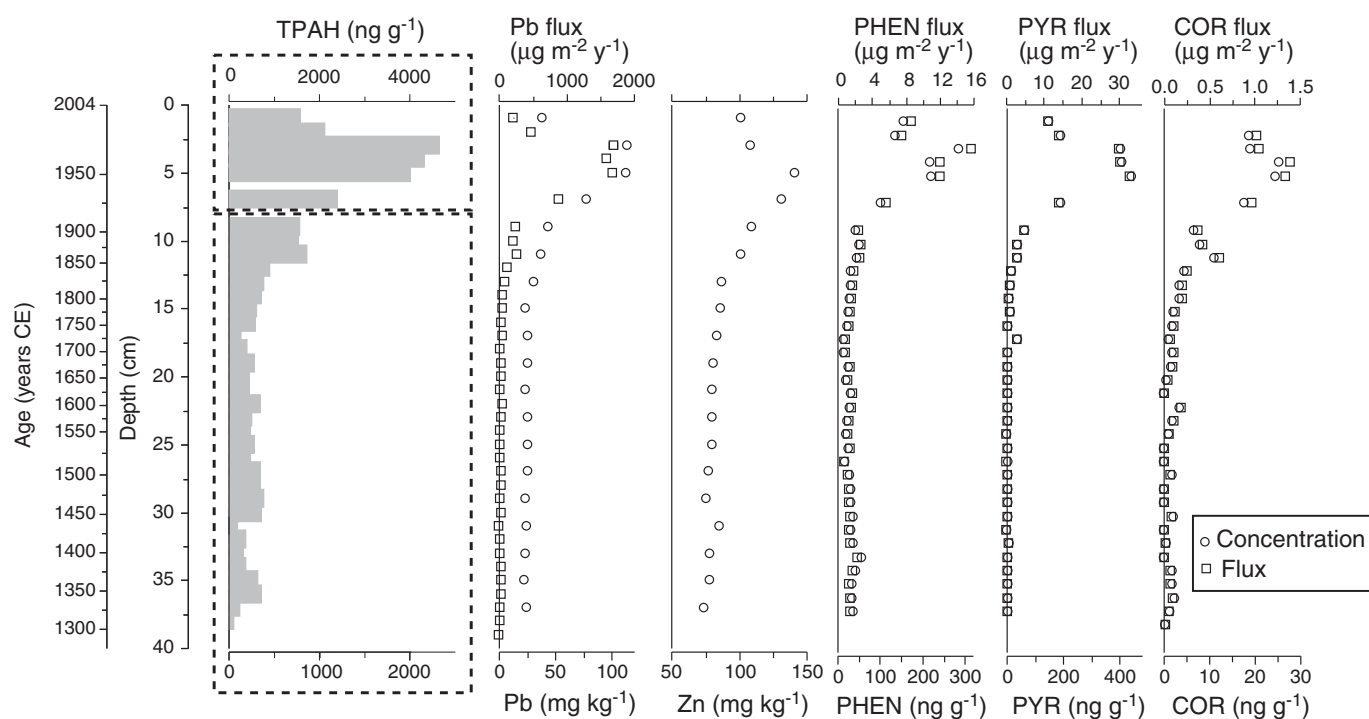 TPAH (ng g-1)
Pb flux
(µg m-2 y-1)
PHEN flux
(µg m-2 y-1)
PYR flux
(µg m-2 y-1)
COR flux
(µg m-2 y-1)
0 2000 4000
0 1000 2000
0 4 8 12 16
0 10 20 30
0.0 0.5 1.0 1.5
2004
1950
1900
1850
1800
1750
1700
1650
1600
1550
1500
1450
1400
1350
1300
Age (years CE)
0
5
10
15
20
25
30
35
40
Depth (cm)
Concentration
Flux
0 1000 2000 4000
0 50 100
50 100 150
0 100 200 300
0 100 200 300 400
0 10 20 30
Pb (mg kg-1)
Zn (mg kg-1)
PHEN (ng g-1)
PYR (ng g-1)
COR (ng g-1)